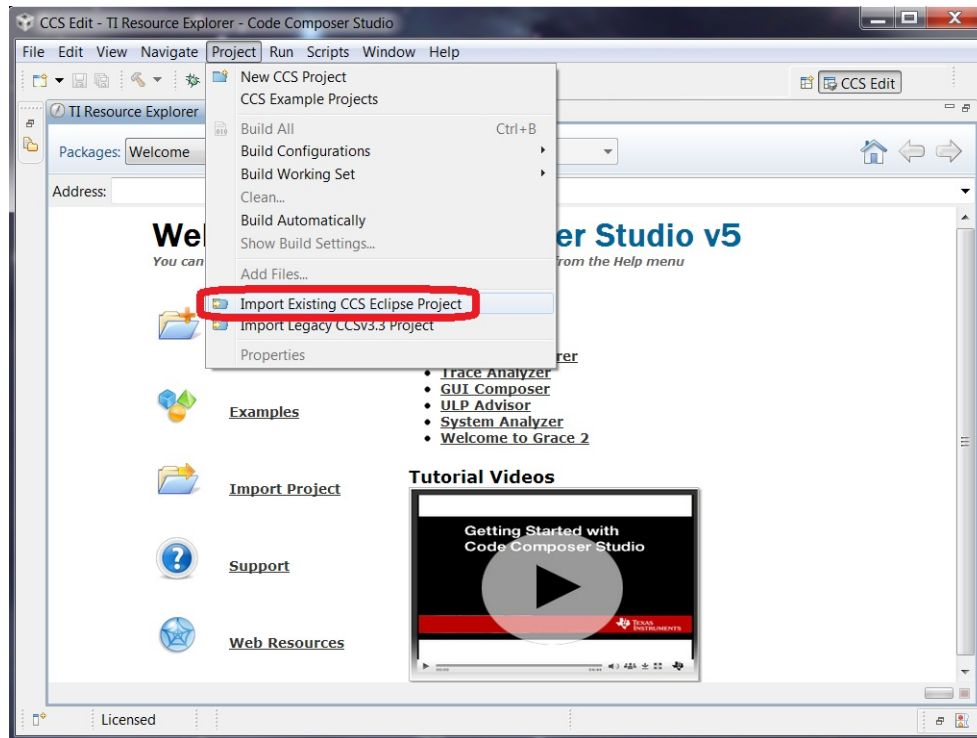 CCS Edit - TI Resource Explorer - Code Composer Studio
File Edit View Navigate Project Run Scripts Window Help
New CCS Project
CCS Example Projects
CCS Edit
TI Resource Explorer
Build All Ctrl+B
Packages: Welcome
Build Configurations
Build Working Set
Address:
Clean...
Build Automatically
Show Build Settings...
Wel er Studio v5
You can from the Help menu
Add Files...
Import Existing CCS Eclipse Project
Import Legacy CCSv3.3 Project
Properties
rer
Trace Analyzer
GUI Composer
Examples
ULP Advisor
System Analyzer
Welcome to Grace 2
Tutorial Videos
Import Project
Getting Started with
Code Composer Studio
Support
TEXAS
INSTRUMENTS
Web Resources
Licensed